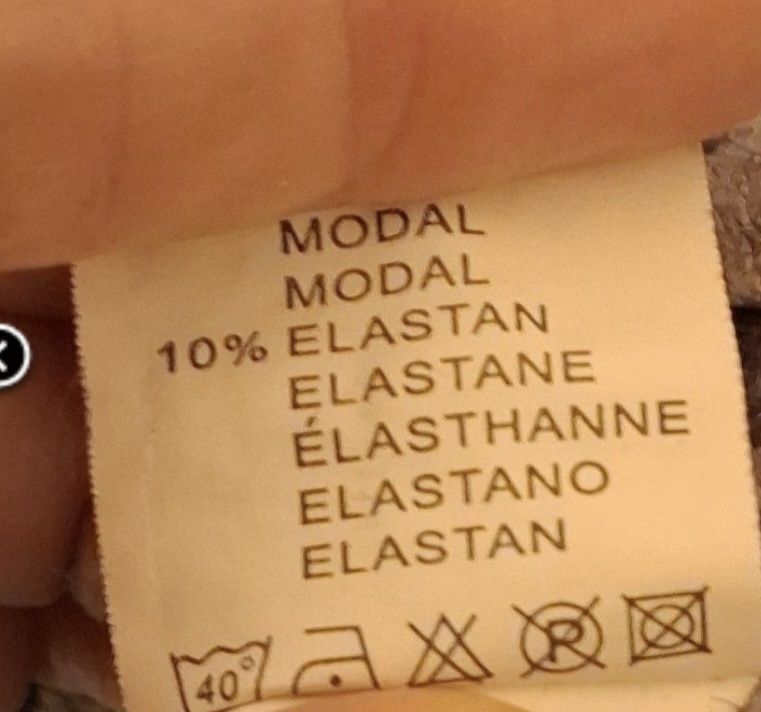 MODAL
MODAL
10% ELASTAN
ELASTANE
ÉLASTHANNE
ELASTANO
ELASTAN
40°
P